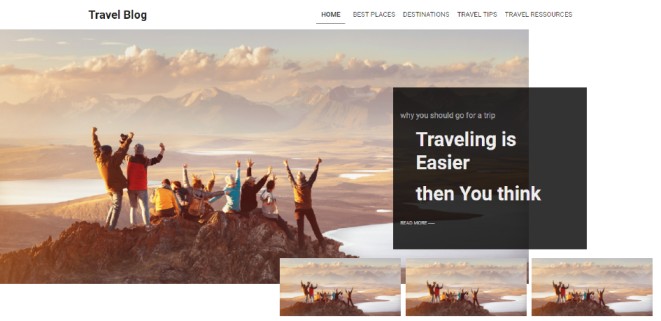 Travel Blog
HOME BEST PLACES DESTINATIONS TRAVEL TIPS TRAVEL RESSOURCES
why you should go for a trip
Traveling is
Easier
then You think
READ MORE —